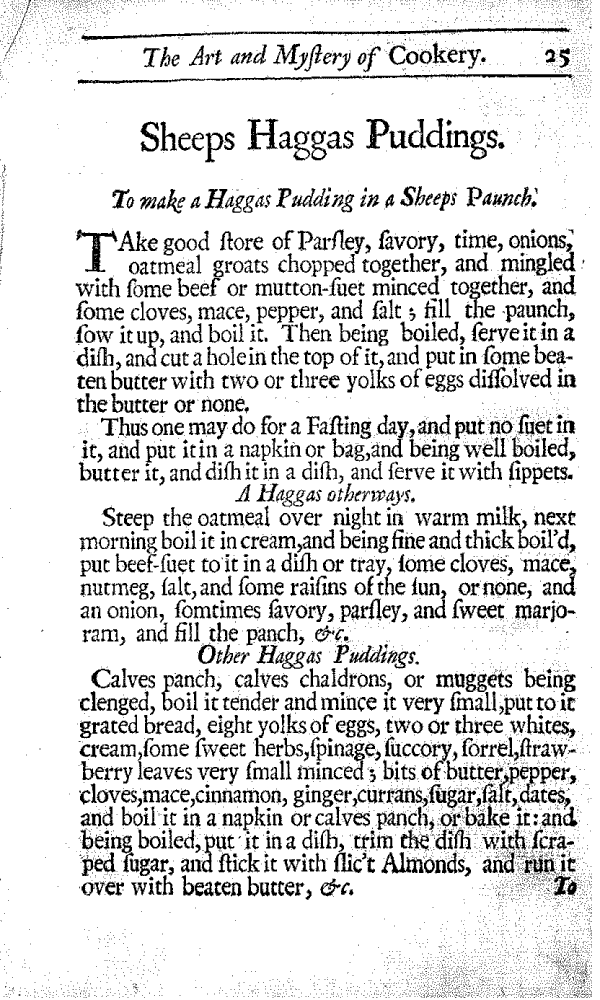 The Art and Myſtery of Cookery. 25
Sheeps Haggas Puddings.
To make a Haggas Pudding in a Sheeps Paunch.
TAke good ſtore of Parſley, ſavory, time, onions,
oatmeal groats chopped together, and mingled
with ſome beef or mutton-ſuet minced together, and
ſome cloves, mace, pepper, and ſalt ; fill the paunch,
ſow it up, and boil it. Then being boiled, ſerve it in a
diſh, and cut a hole in the top of it, and put in ſome bea-
ten butter with two or three yolks of eggs diſſolved in
the butter or none.
Thus one may do for a Faſting day, and put no ſuet in
it, and put it in a napkin or bag, and being well boiled,
butter it, and diſh it in a diſh, and ſerve it with ſippets.
A Haggas otherways.
Steep the oatmeal over night in warm milk, next
morning boil it in cream, and being fine and thick boil'd,
put beef-ſuet to it in a diſh or tray, ſome cloves, mace,
nutmeg, ſalt, and ſome raiſins of the ſun, or none, and
an onion, ſomtimes ſavory, parſley, and ſweet marjo-
ram, and fill the panch, &c.
Other Haggas Puddings.
Calves panch, calves chaldrons, or muggets being
clenged, boil it tender and mince it very ſmall, put to it
grated bread, eight yolks of eggs, two or three whites,
cream, ſome ſweet herbs, ſpinage, ſuccory, ſorrel, ſtraw-
berry leaves very ſmall minced ; bits of butter, pepper,
cloves, mace, cinnamon, ginger, currans, ſugar, ſalt, dates,
and boil it in a napkin or calves panch, or bake it: and
being boiled, put it in a diſh, trim the diſh with ſcra-
ped ſugar, and ſtick it with ſlic't Almonds, and run it
over with beaten butter, &c. To